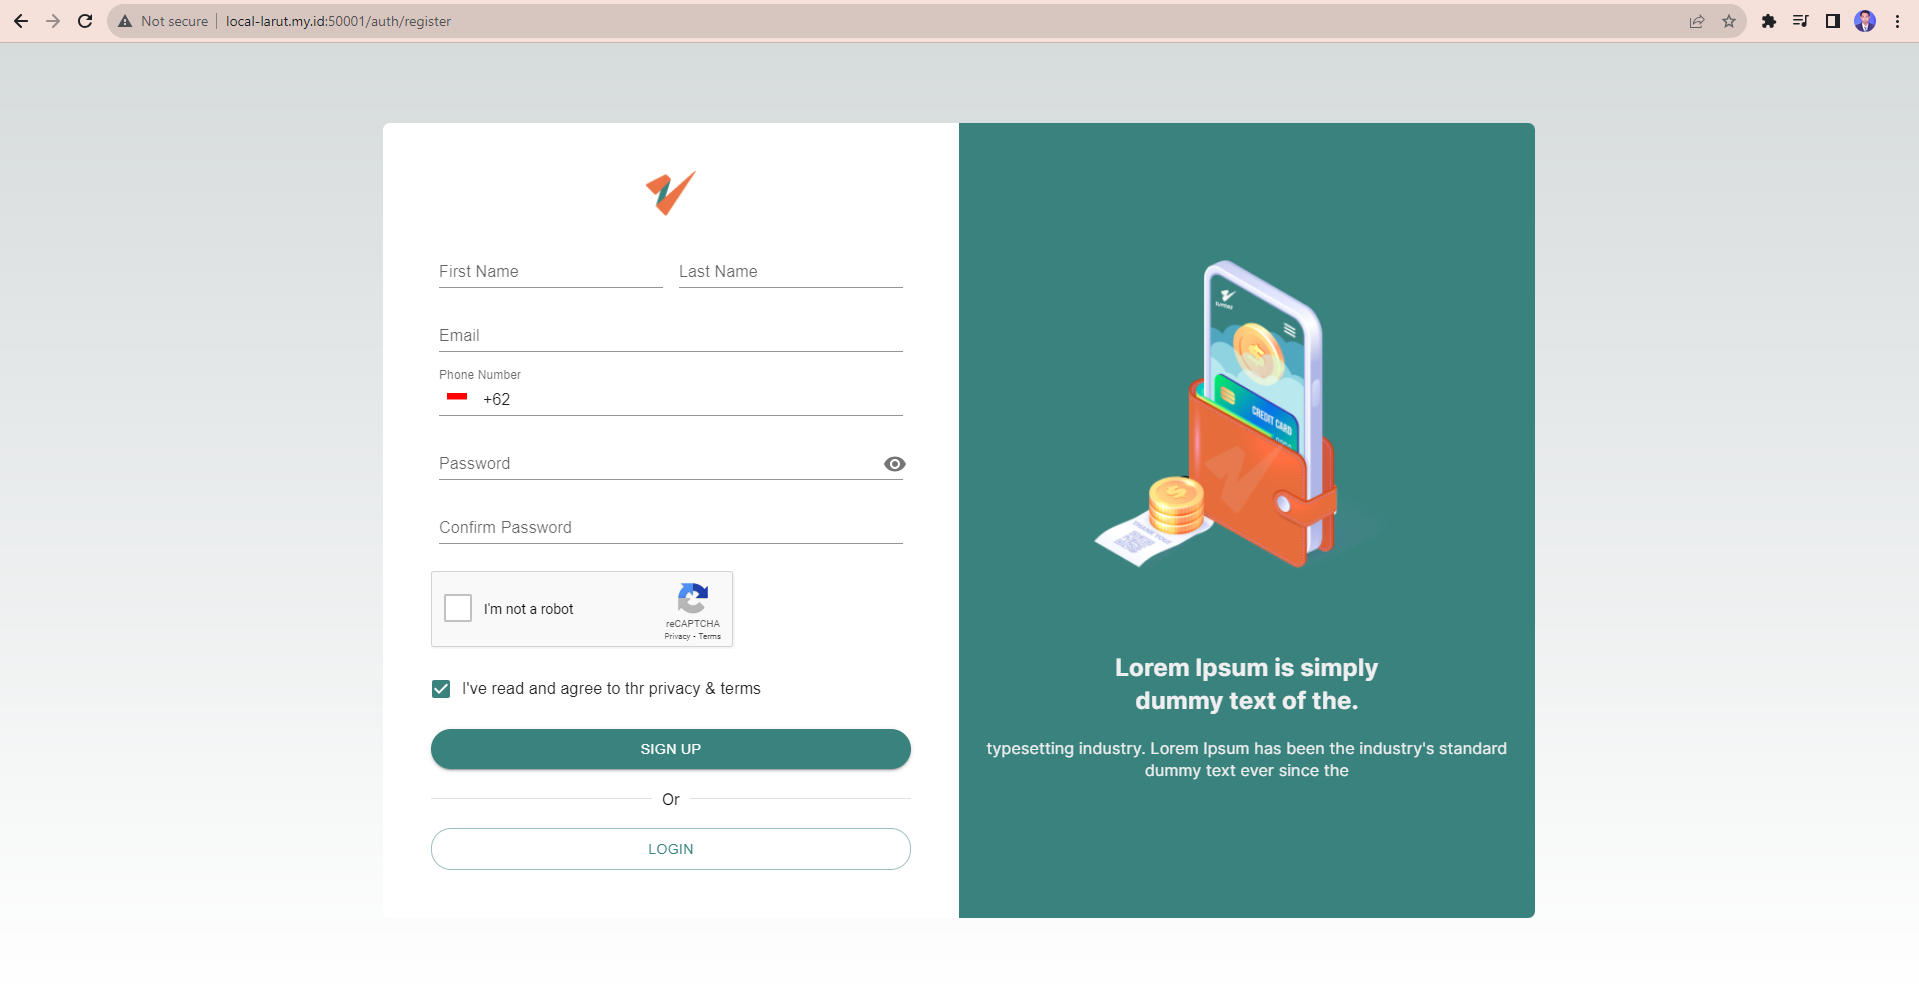 Not secure
local-larut.my.id:50001/auth/register
First Name
Last Name
Email
Phone Number
+62
Password
Confirm Password
I'm not a robot
reCAPTCHA
Privacy - Terms
I've read and agree to thr privacy & terms
SIGN UP
Or
LOGIN
CREDIT CARD
THANK YOU!
Lorem Ipsum is simply
dummy text of the.
typesetting industry. Lorem Ipsum has been the industry's standard
dummy text ever since the